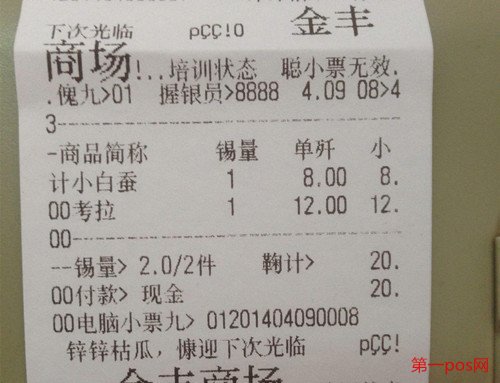 下次光临 pÇÇ!O 金丰
商场!..培训状态 聪小票无效.
.傀九>01 握银员>8888 4.09 08>4
3
-商品简称 锡量 单歼 小
计小白蚕 1 8.00 8.
00考拉 1 12.00 12.
00
--锡量> 2.0/2件 鞠计> 20.
00付款> 现金 20.
00电脑小票九> 01201404090008
锌锌枯瓜，慷迎下次光临 pÇÇ!
金丰商场
第一pos网